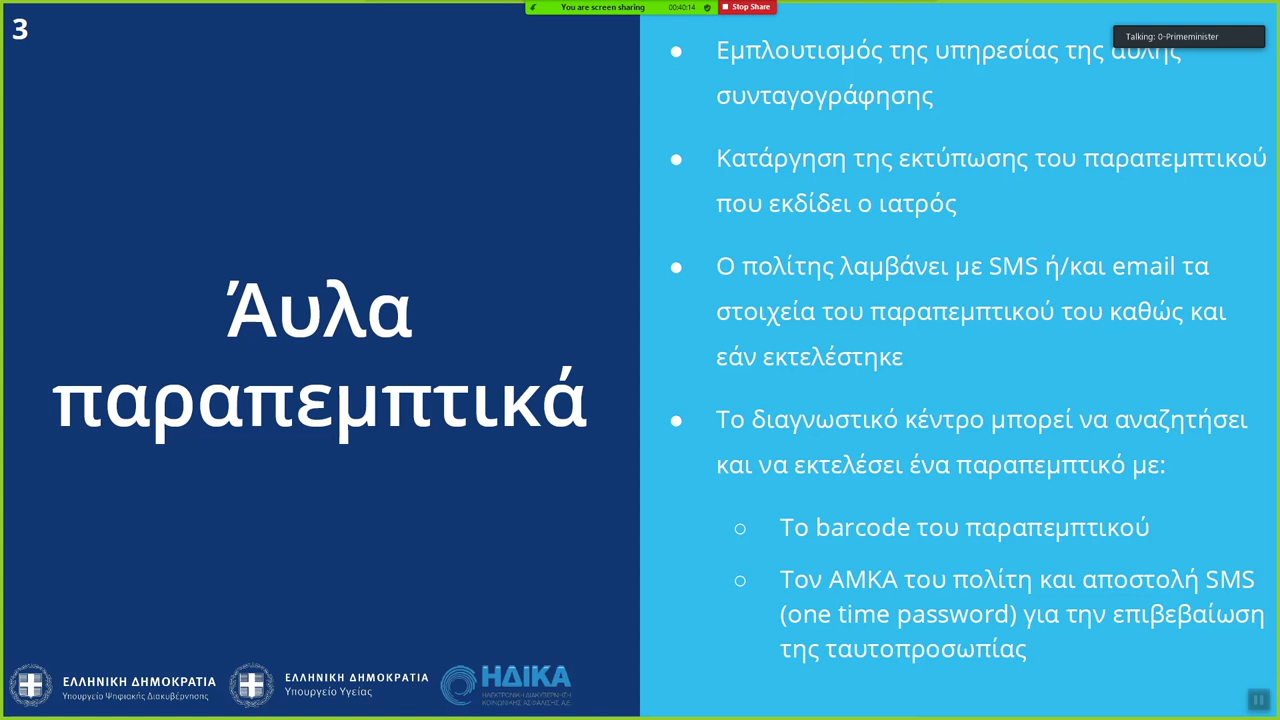 You are screen sharing 00:40:14 Stop Share
Talking: 0-Primeminister
3
Άυλα
παραπεμπτικά
● Εμπλουτισμός της υπηρεσίας της άυλης
συνταγογράφησης
● Κατάργηση της εκτύπωσης του παραπεμπτικού
που εκδίδει ο ιατρός
● Ο πολίτης λαμβάνει με SMS ή/και email τα
στοιχεία του παραπεμπτικού του καθώς και
εάν εκτελέστηκε
● Το διαγνωστικό κέντρο μπορεί να αναζητήσει
και να εκτελέσει ένα παραπεμπτικό με:
○ Το barcode του παραπεμπτικού
○ Τον ΑΜΚΑ του πολίτη και αποστολή SMS
(one time password) για την επιβεβαίωση
της ταυτοπροσωπίας
ΕΛΛΗΝΙΚΗ ΔΗΜΟΚΡΑΤΙΑ
Υπουργείο Ψηφιακής Διακυβέρνησης
ΕΛΛΗΝΙΚΗ ΔΗΜΟΚΡΑΤΙΑ
Υπουργείο Υγείας
ΗΔΙΚΑ
ΗΛΕΚΤΡΟΝΙΚΗ ΔΙΑΚΥΒΕΡΝΗΣΗ
ΚΟΙΝΩΝΙΚΗΣ ΑΣΦΑΛΙΣΗΣ Α.Ε.